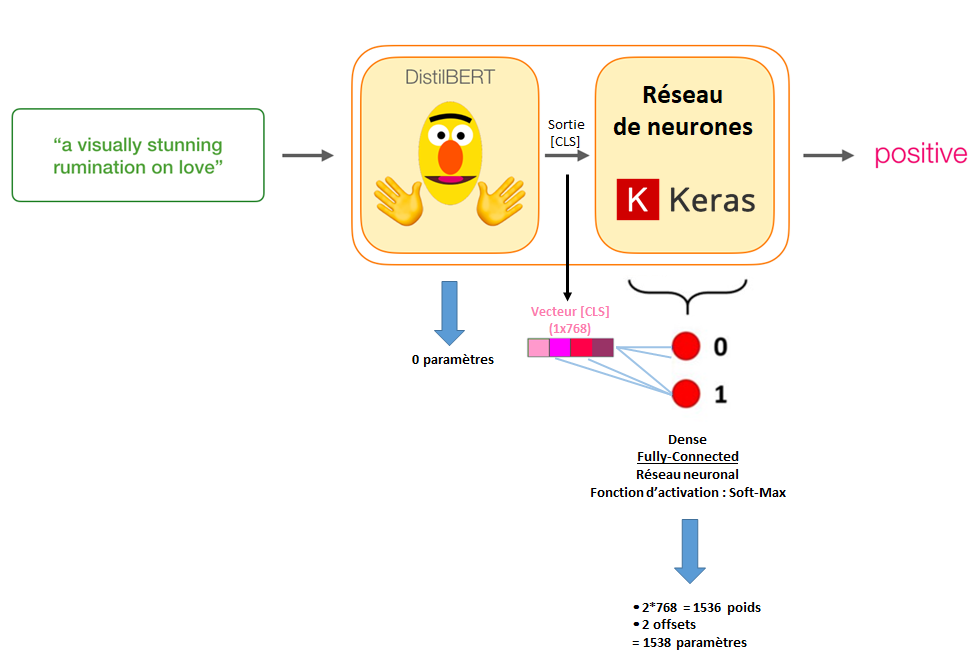 DistilBERT
Réseau
de neurones
Sortie
[CLS]
“a visually stunning
rumination on love”
positive
K Keras
Vecteur [CLS]
(1x768)
0 paramètres
0
1
Dense
Fully-Connected
Réseau neuronal
Fonction d’activation : Soft-Max
• 2*768 = 1536 poids
• 2 offsets
= 1538 paramètres